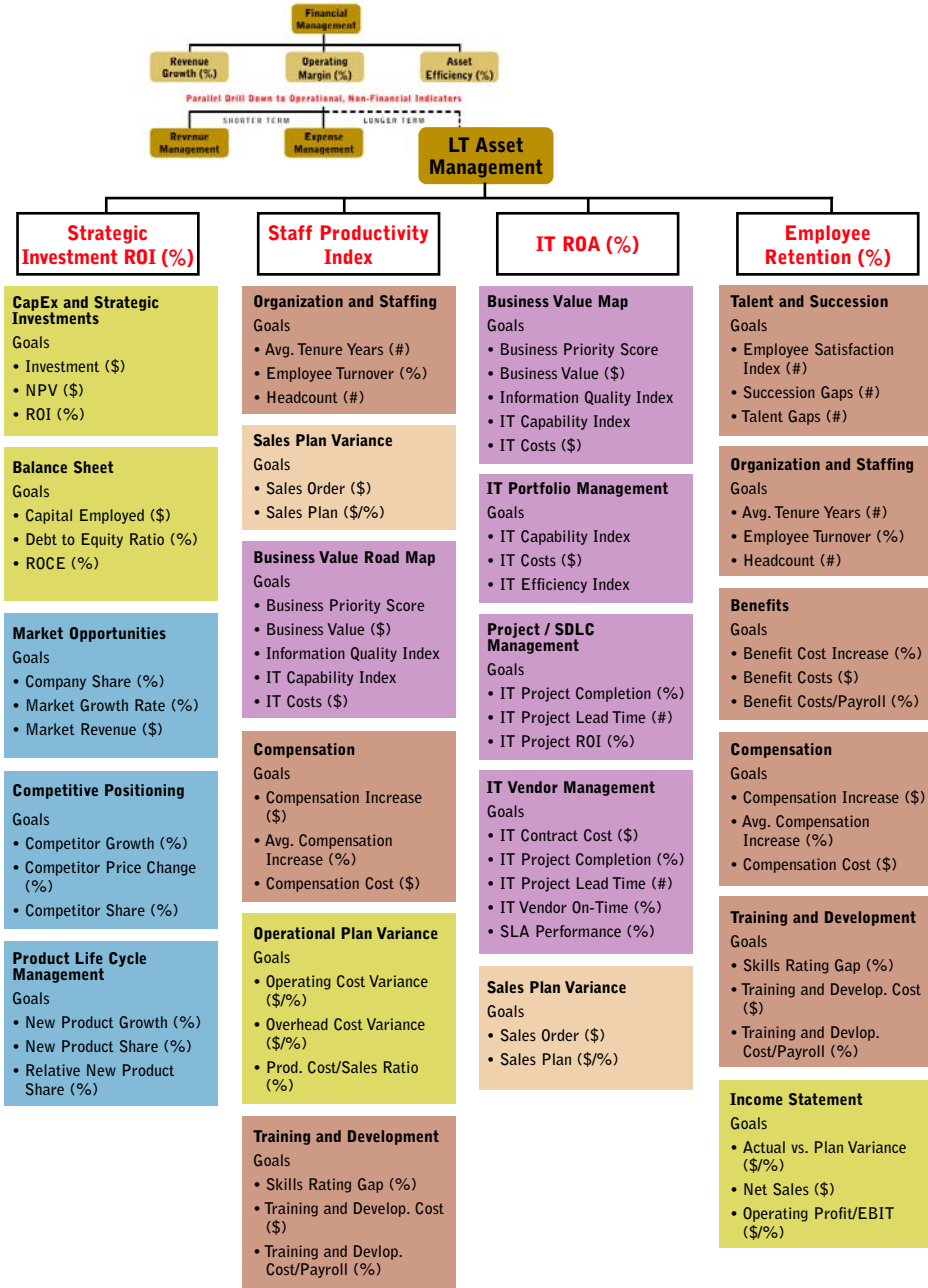 Financial
Management
Revenue
Growth (%)
Operating
Margin (%)
Asset
Efficiency (%)
Parallel Drill Down to Operational, Non-Financial Indicators
SHORTER TERM
LONGER TERM
Revenue
Management
Expense
Management
LT Asset
Management
Strategic
Investment ROI (%)
CapEx and Strategic
Investments
Goals
• Investment ($)
• NPV ($)
• ROI (%)
Balance Sheet
Goals
• Capital Employed ($)
• Debt to Equity Ratio (%)
• ROCE (%)
Market Opportunities
Goals
• Company Share (%)
• Market Growth Rate (%)
• Market Revenue ($)
Competitive Positioning
Goals
• Competitor Growth (%)
• Competitor Price Change
(%)
• Competitor Share (%)
Product Life Cycle
Management
Goals
• New Product Growth (%)
• New Product Share (%)
• Relative New Product
Share (%)
Staff Productivity
Index
Organization and Staffing
Goals
• Avg. Tenure Years (#)
• Employee Turnover (%)
• Headcount (#)
Sales Plan Variance
Goals
• Sales Order ($)
• Sales Plan ($/%)
Business Value Road Map
Goals
• Business Priority Score
• Business Value ($)
• Information Quality Index
• IT Capability Index
• IT Costs ($)
Compensation
Goals
• Compensation Increase
($)
• Avg. Compensation
Increase (%)
• Compensation Cost ($)
Operational Plan Variance
Goals
• Operating Cost Variance
($/%)
• Overhead Cost Variance
($/%)
• Prod. Cost/Sales Ratio
(%)
Training and Development
Goals
• Skills Rating Gap (%)
• Training and Develop. Cost
($)
• Training and Devlop.
Cost/Payroll (%)
IT ROA (%)
Business Value Map
Goals
• Business Priority Score
• Business Value ($)
• Information Quality Index
• IT Capability Index
• IT Costs ($)
IT Portfolio Management
Goals
• IT Capability Index
• IT Costs ($)
• IT Efficiency Index
Project / SDLC
Management
Goals
• IT Project Completion (%)
• IT Project Lead Time (#)
• IT Project ROI (%)
IT Vendor Management
Goals
• IT Contract Cost ($)
• IT Project Completion (%)
• IT Project Lead Time (#)
• IT Vendor On-Time (%)
• SLA Performance (%)
Sales Plan Variance
Goals
• Sales Order ($)
• Sales Plan ($/%)
Employee
Retention (%)
Talent and Succession
Goals
• Employee Satisfaction
Index (#)
• Succession Gaps (#)
• Talent Gaps (#)
Organization and Staffing
Goals
• Avg. Tenure Years (#)
• Employee Turnover (%)
• Headcount (#)
Benefits
Goals
• Benefit Cost Increase (%)
• Benefit Costs ($)
• Benefit Costs/Payroll (%)
Compensation
Goals
• Compensation Increase ($)
• Avg. Compensation
Increase (%)
• Compensation Cost ($)
Training and Development
Goals
• Skills Rating Gap (%)
• Training and Develop. Cost
($)
• Training and Devlop.
Cost/Payroll (%)
Income Statement
Goals
• Actual vs. Plan Variance
($/%)
• Net Sales ($)
• Operating Profit/EBIT
($/%)